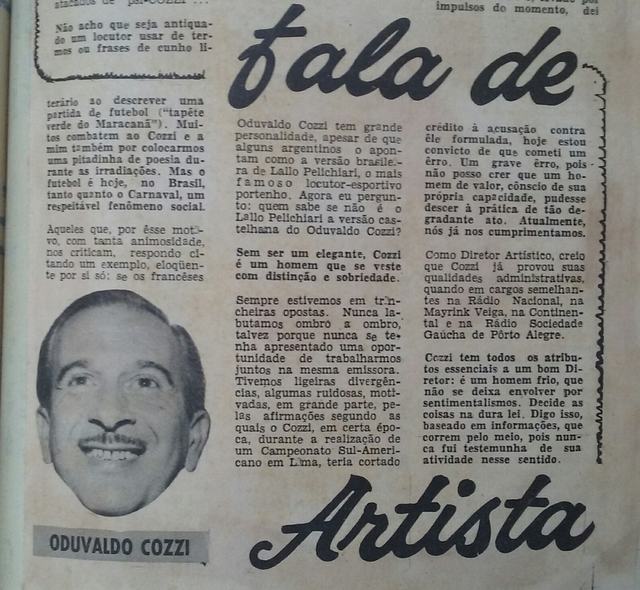 impulsos do momento, dei
Não acho que seja antiqua-
do um locutor usar de ter-
mos ou frases de cunho li-
fala de
terário ao descrever uma
partida de futebol ("tapête
verde do Maracanã"). Mui-
tos combatem ao Cozzi e a
mim também por colocarmos
uma pitadinha de poesia du-
rante as irradiações. Mas o
futebol é hoje, no Brasil,
tanto quanto o Carnaval, um
respeitável fenômeno social.
Aqueles que, por êsse moti-
vo, com tanta animosidade,
nos criticam, respondo ci-
tando um exemplo, eloqüen-
te por si só: se os francêses
ODUVALDO COZZI
Oduvaldo Cozzi tem grande
personalidade, apesar de que
alguns argentinos o apon-
tam como a versão brasilei-
ra de Lallo Pelichiari, o mais
famoso locutor-esportivo
portenho. Agora eu pergun-
to: quem sabe se não é o
Lallo Pelichiari a versão cas-
telhana do Oduvaldo Cozzi?
Sem ser um elegante, Cozzi
é um homem que se veste
com distinção e sobriedade.
Sempre estivemos em trin-
cheiras opostas. Nunca la-
butamos ombro a ombro,
talvez porque nunca se te-
nha apresentado uma opor-
tunidade de trabalharmos
juntos na mesma emissora.
Tivemos ligeiras divergên-
cias, algumas ruidosas, moti-
vadas, em grande parte, pe-
las afirmações segundo as
quais o Cozzi, em certa épo-
ca, durante a realização de
um Campeonato Sul-Ameri-
cano em Lima, teria cortado
crédito à acusação contra
êle formulada, hoje estou
convicto de que cometi um
êrro. Um grave êrro, pois
não posso crer que um ho-
mem de valor, cônscio de sua
própria capacidade, pudesse
descer à prática de tão de-
gradante ato. Atualmente,
nós já nos cumprimentamos.
Como Diretor Artístico, creio
que Cozzi já provou suas
qualidades administrativas,
quando em cargos semelhan-
tes na Rádio Nacional, na
Mayrink Veiga, na Continen-
tal e na Rádio Sociedade
Gaúcha de Pôrto Alegre.
Cozzi tem todos os atribu-
tos essenciais a um bom Di-
retor: é um homem frio, que
não se deixa envolver por
sentimentalismos. Decide as
coisas na dura lei. Digo isso,
baseado em informações, que
correm pelo meio, pois nun-
ca fui testemunha de sua
atividade nesse sentido.
Artista